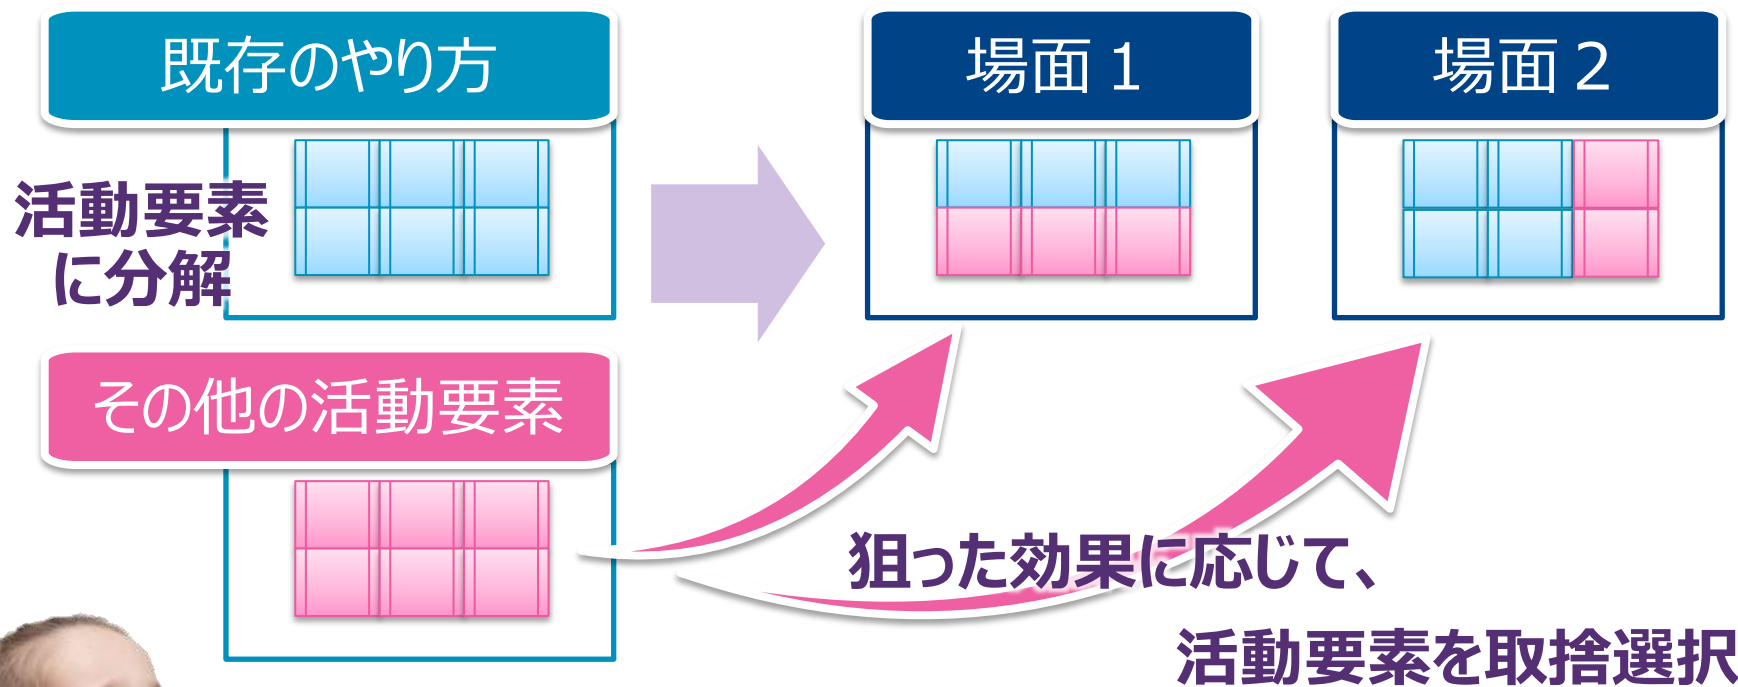 既存のやり方
場面1
場面2
活動要素
に分解
その他の活動要素
狙った効果に応じて、
活動要素を取捨選択